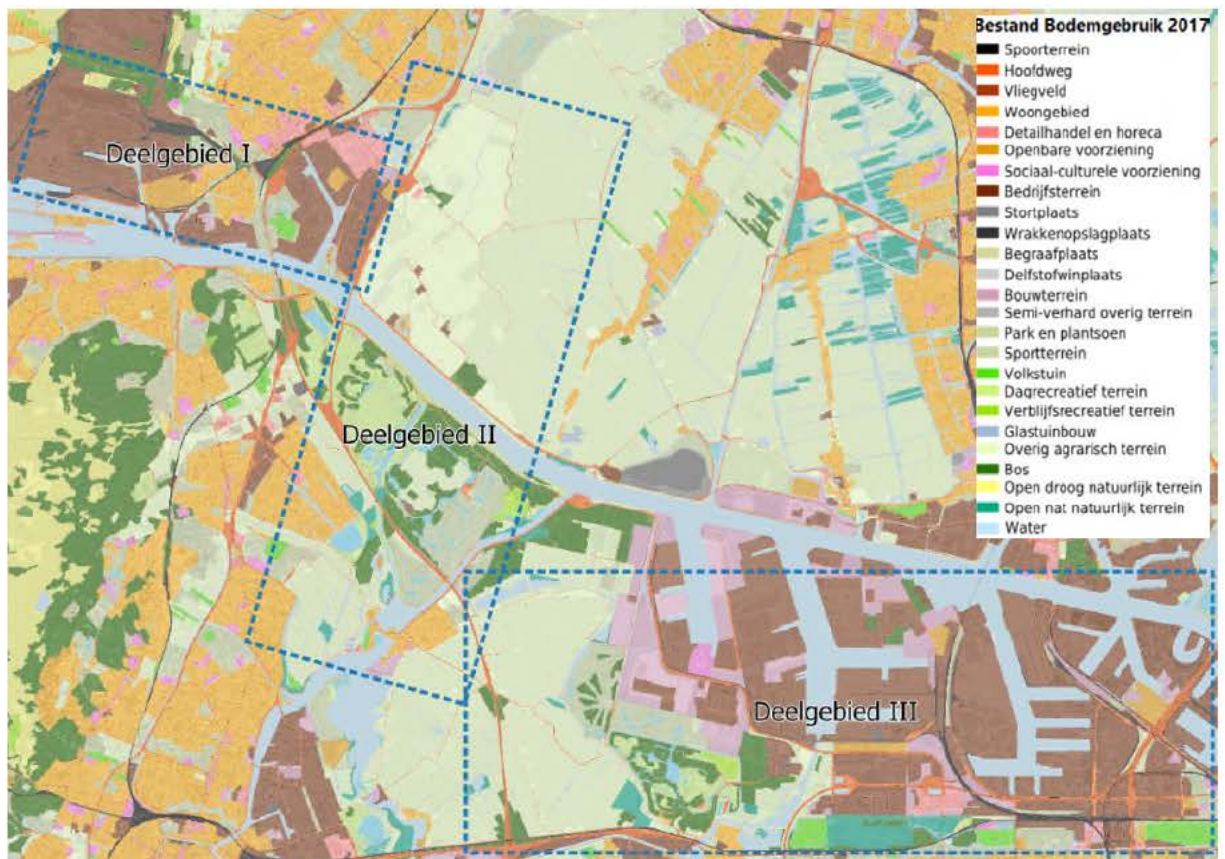 Bestand Bodemgebruik 2017
Spoorterrein
Hoofdweg
Vliegveld
Woongebied
Detailhandel en horeca
Openbare voorziening
Sociaal-culturele voorziening
Bedrijfsterrein
Stortplaats
Wrakkenopslagplaats
Begraafplaats
Delfstofwinplaats
Bouwterrein
Semi-verhard overig terrein
Park en plantsoen
Sportterrein
Volkstuin
Dagrecreatief terrein
Verblijfsrecreatief terrein
Glastuinbouw
Overig agrarisch terrein
Bos
Open droog natuurlijk terrein
Open nat natuurlijk terrein
Water
Deelgebied I
Deelgebied II
Deelgebied III